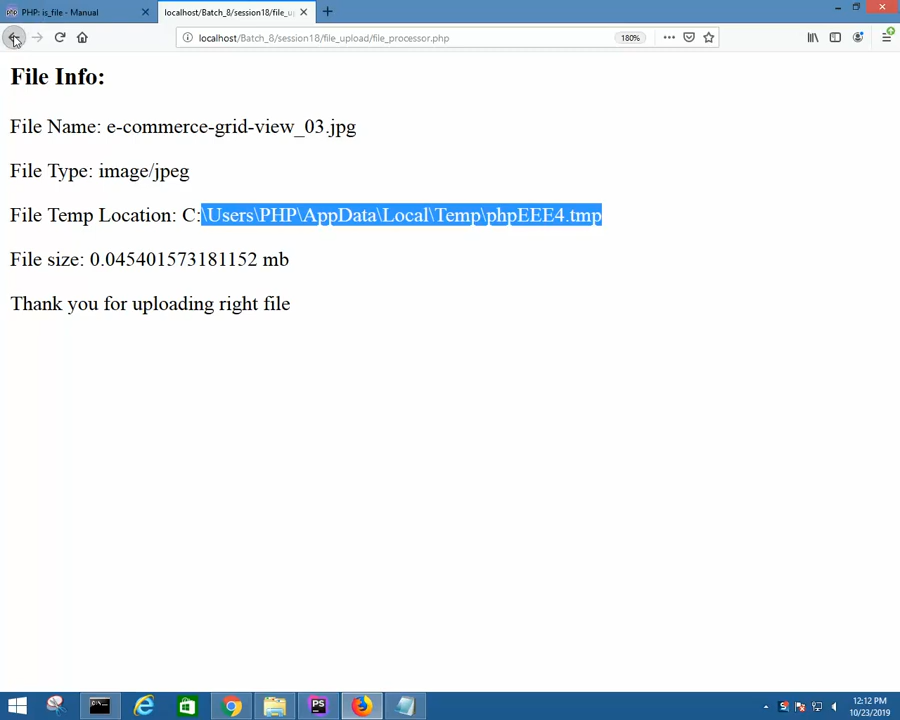 PHP: is_file - Manual
localhost/Batch_8/session18/file_u
localhost/Batch_8/session18/file_upload/file_processor.php
180%
File Info:
File Name: e-commerce-grid-view_03.jpg
File Type: image/jpeg
File Temp Location: C:\Users\PHP\AppData\Local\Temp\phpEEE4.tmp
File size: 0.045401573181152 mb
Thank you for uploading right file
PS
12:12 PM
10/23/2019